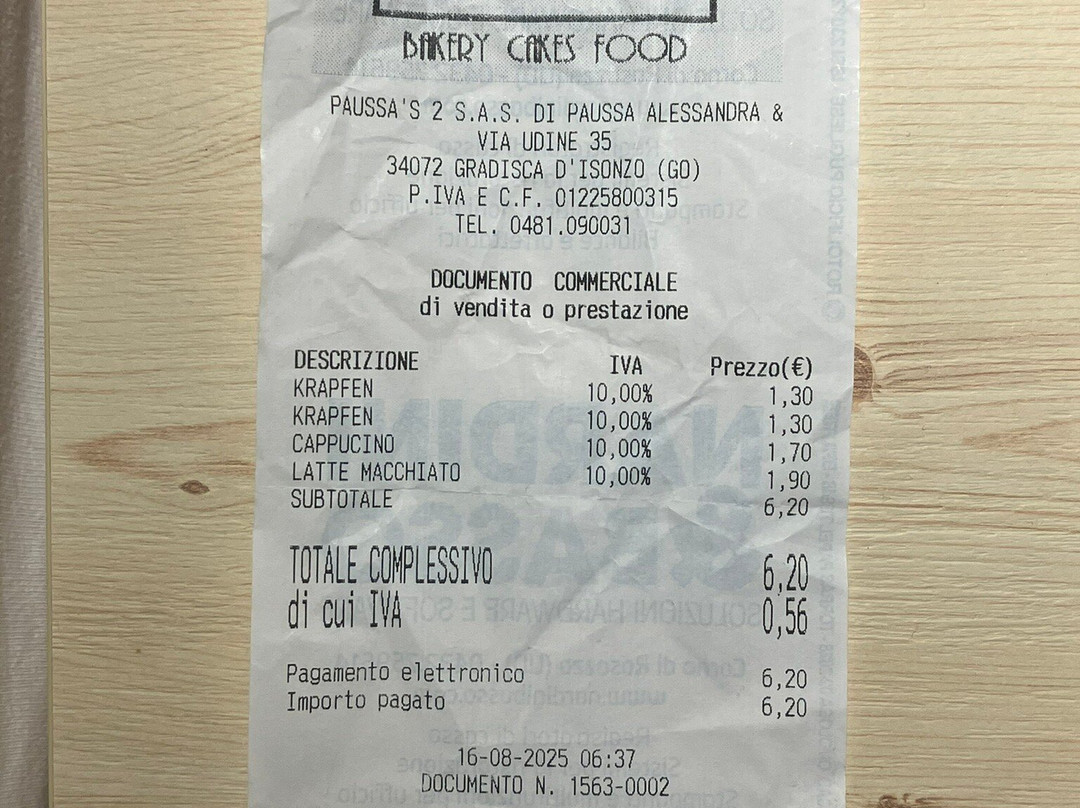 BAKERY CAKES FOOD
PAUSSA'S 2 S.A.S. DI PAUSSA ALESSANDRA &
VIA UDINE 35
34072 GRADISCA D'ISONZO (GO)
P.IVA E C.F. 01225800315
TEL. 0481.090031
DOCUMENTO COMMERCIALE
di vendita o prestazione
DESCRIZIONE IVA Prezzo(€)
KRAPFEN 10,00% 1,30
KRAPFEN 10,00% 1,30
CAPPUCINO 10,00% 1,70
LATTE MACCHIATO 10,00% 1,90
SUBTOTALE 6,20
TOTALE COMPLESSIVO 6,20
di cui IVA 0,56
Pagamento elettronico 6,20
Importo pagato 6,20
16-08-2025 06:37
DOCUMENTO N. 1563-0002